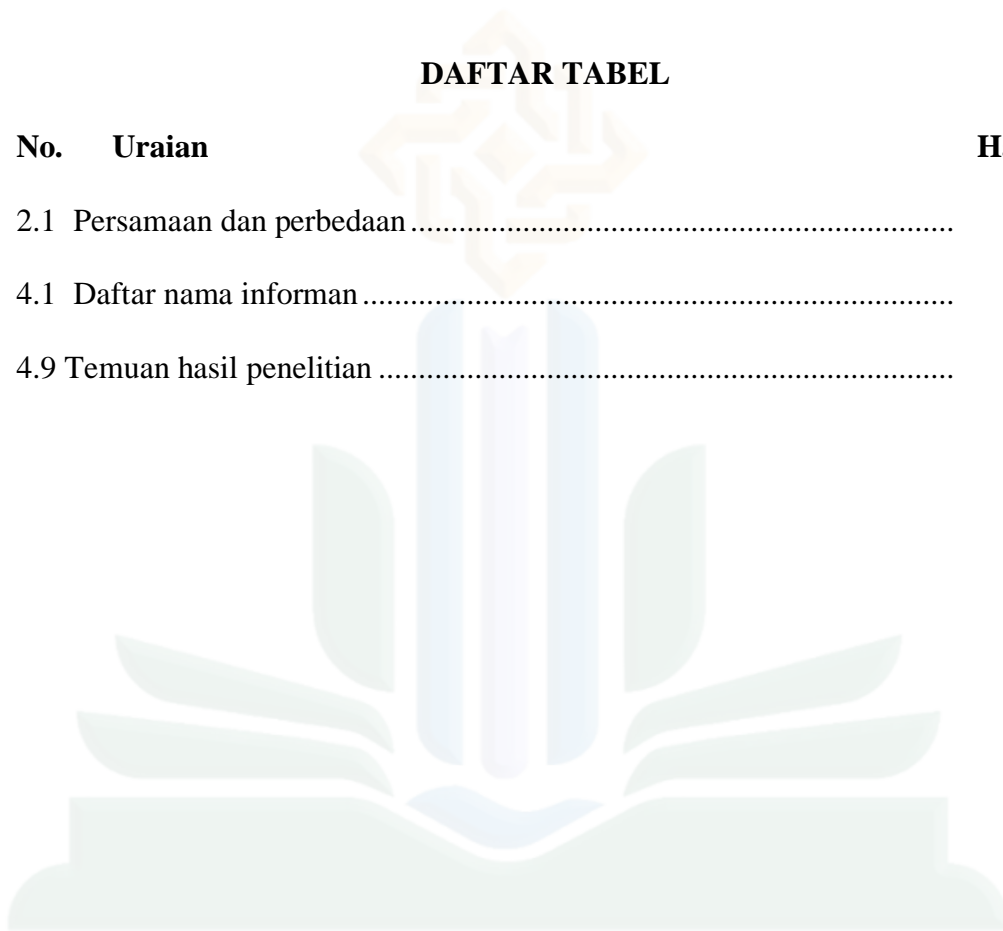 DAFTAR TABEL
No. Uraian
2.1 Persamaan dan perbedaan ....................................................................
4.1 Daftar nama informan ..........................................................................
4.9 Temuan hasil penelitian ........................................................................